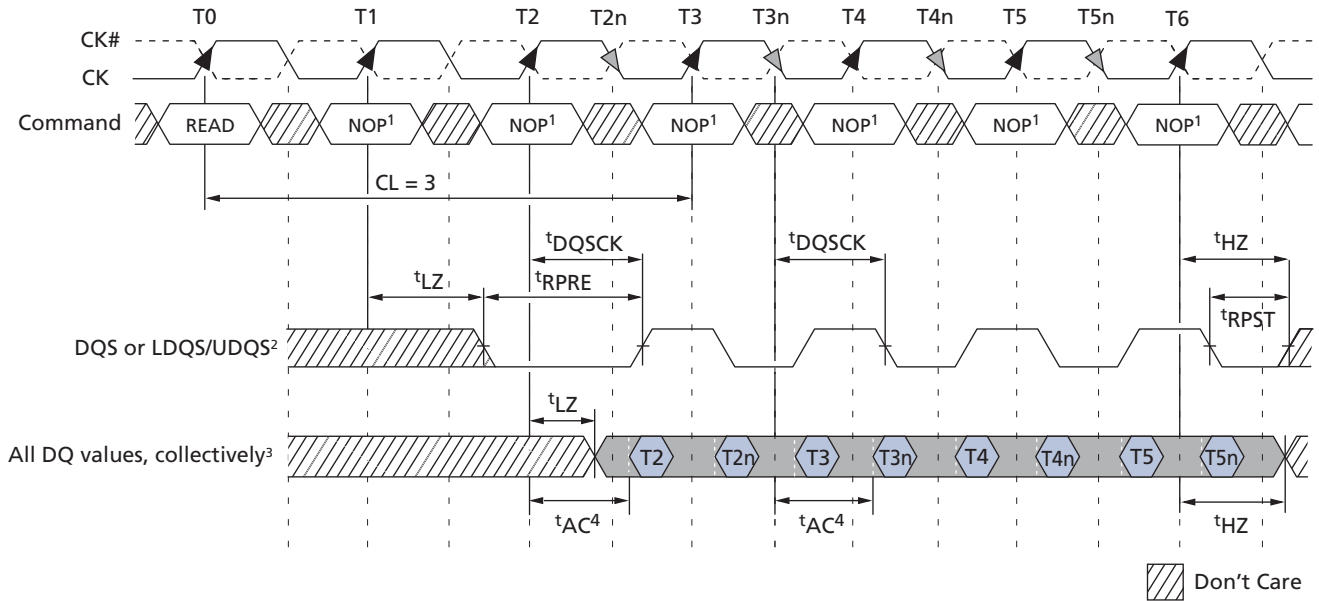 T0 T1 T2 T2n T3 T3n T4 T4n T5 T5n T6
CK#
CK
Command READ NOP¹ NOP¹ NOP¹ NOP¹ NOP¹ NOP¹
CL = 3
tDQSCK tDQSCK tHZ
tLZ tRPRE
tRPST
DQS or LDQS/UDQS²
tLZ
All DQ values, collectively³ T2 T2n T3 T3n T4 T4n T5 T5n
tAC⁴ tAC⁴ tHZ
Don't Care